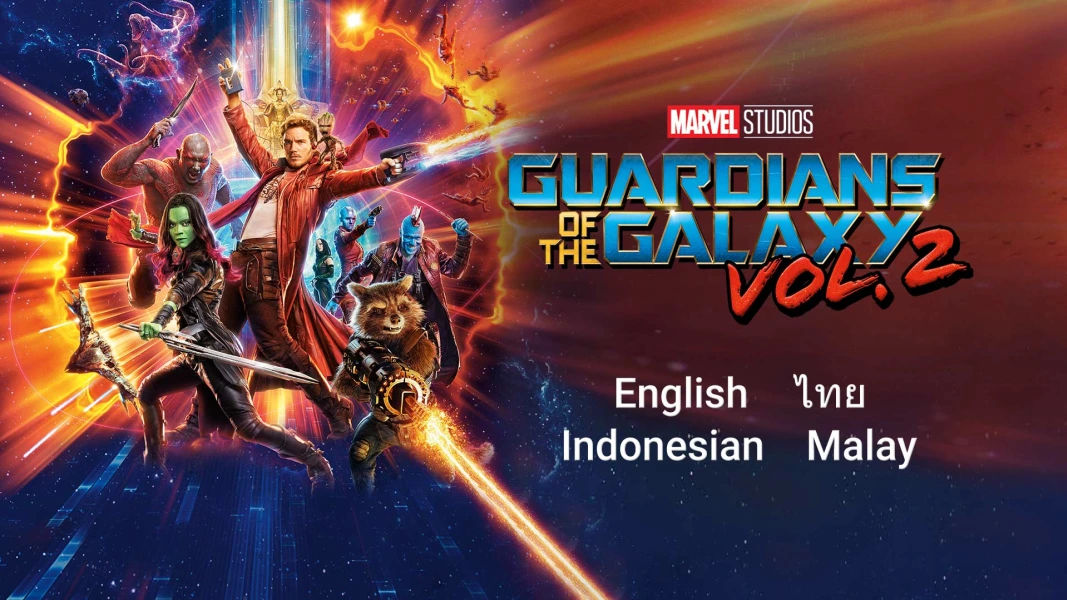 MARVEL STUDIOS
GUARDIANS
OF THE GALAXY
VOL. 2
English ไทย
Indonesian Malay